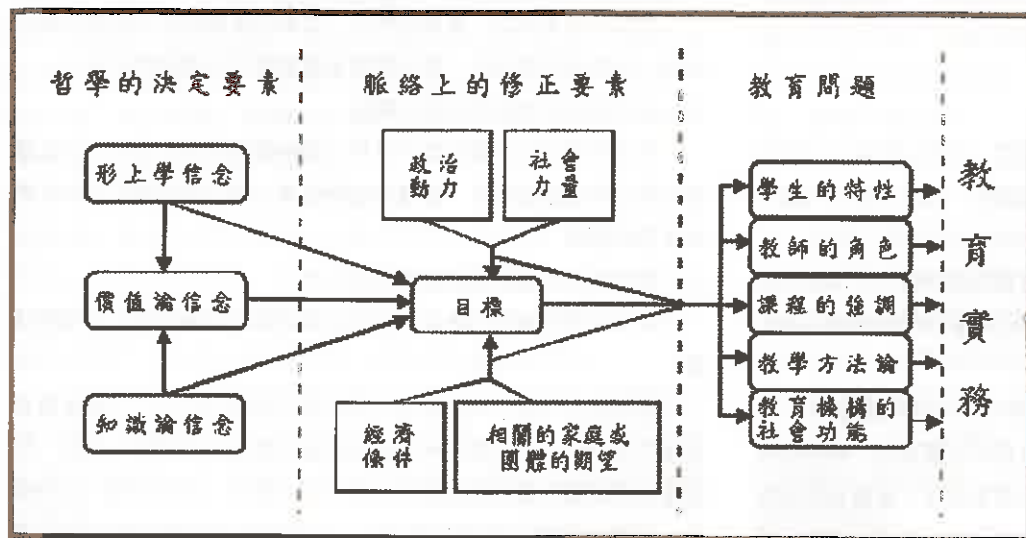 哲學的決定要素
脈絡上的修正要素
教育問題
形上學信念
價值論信念
知識論信念
政治
動力
社會
力量
目標
經濟
條件
相關的家庭或
團體的期望
學生的特性
教師的角色
課程的強調
教學方法論
教育機構的
社會功能
教
育
實
務